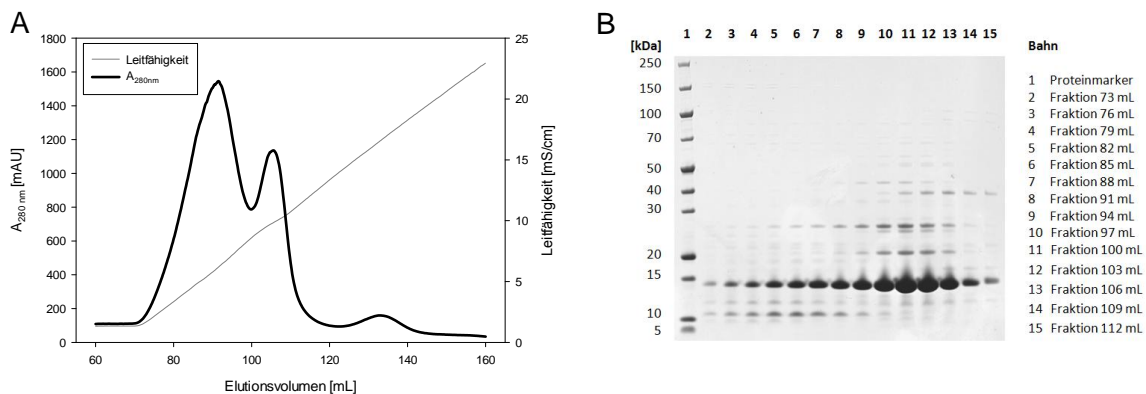 A
1800
1600
1400
1200
1000
800
600
400
200
0
A280 nm [mAU]
Leitfähigkeit
A280nm
25
20
15
10
5
0
Leitfähigkeit [mS/cm]
60 80 100 120 140 160
Elutionsvolumen [mL]
B
1 2 3 4 5 6 7 8 9 10 11 12 13 14 15
[kDa]
250
150
100
70
50
40
30
20
15
10
5
Bahn
1 Proteinmarker
2 Fraktion 73 mL
3 Fraktion 76 mL
4 Fraktion 79 mL
5 Fraktion 82 mL
6 Fraktion 85 mL
7 Fraktion 88 mL
8 Fraktion 91 mL
9 Fraktion 94 mL
10 Fraktion 97 mL
11 Fraktion 100 mL
12 Fraktion 103 mL
13 Fraktion 106 mL
14 Fraktion 109 mL
15 Fraktion 112 mL